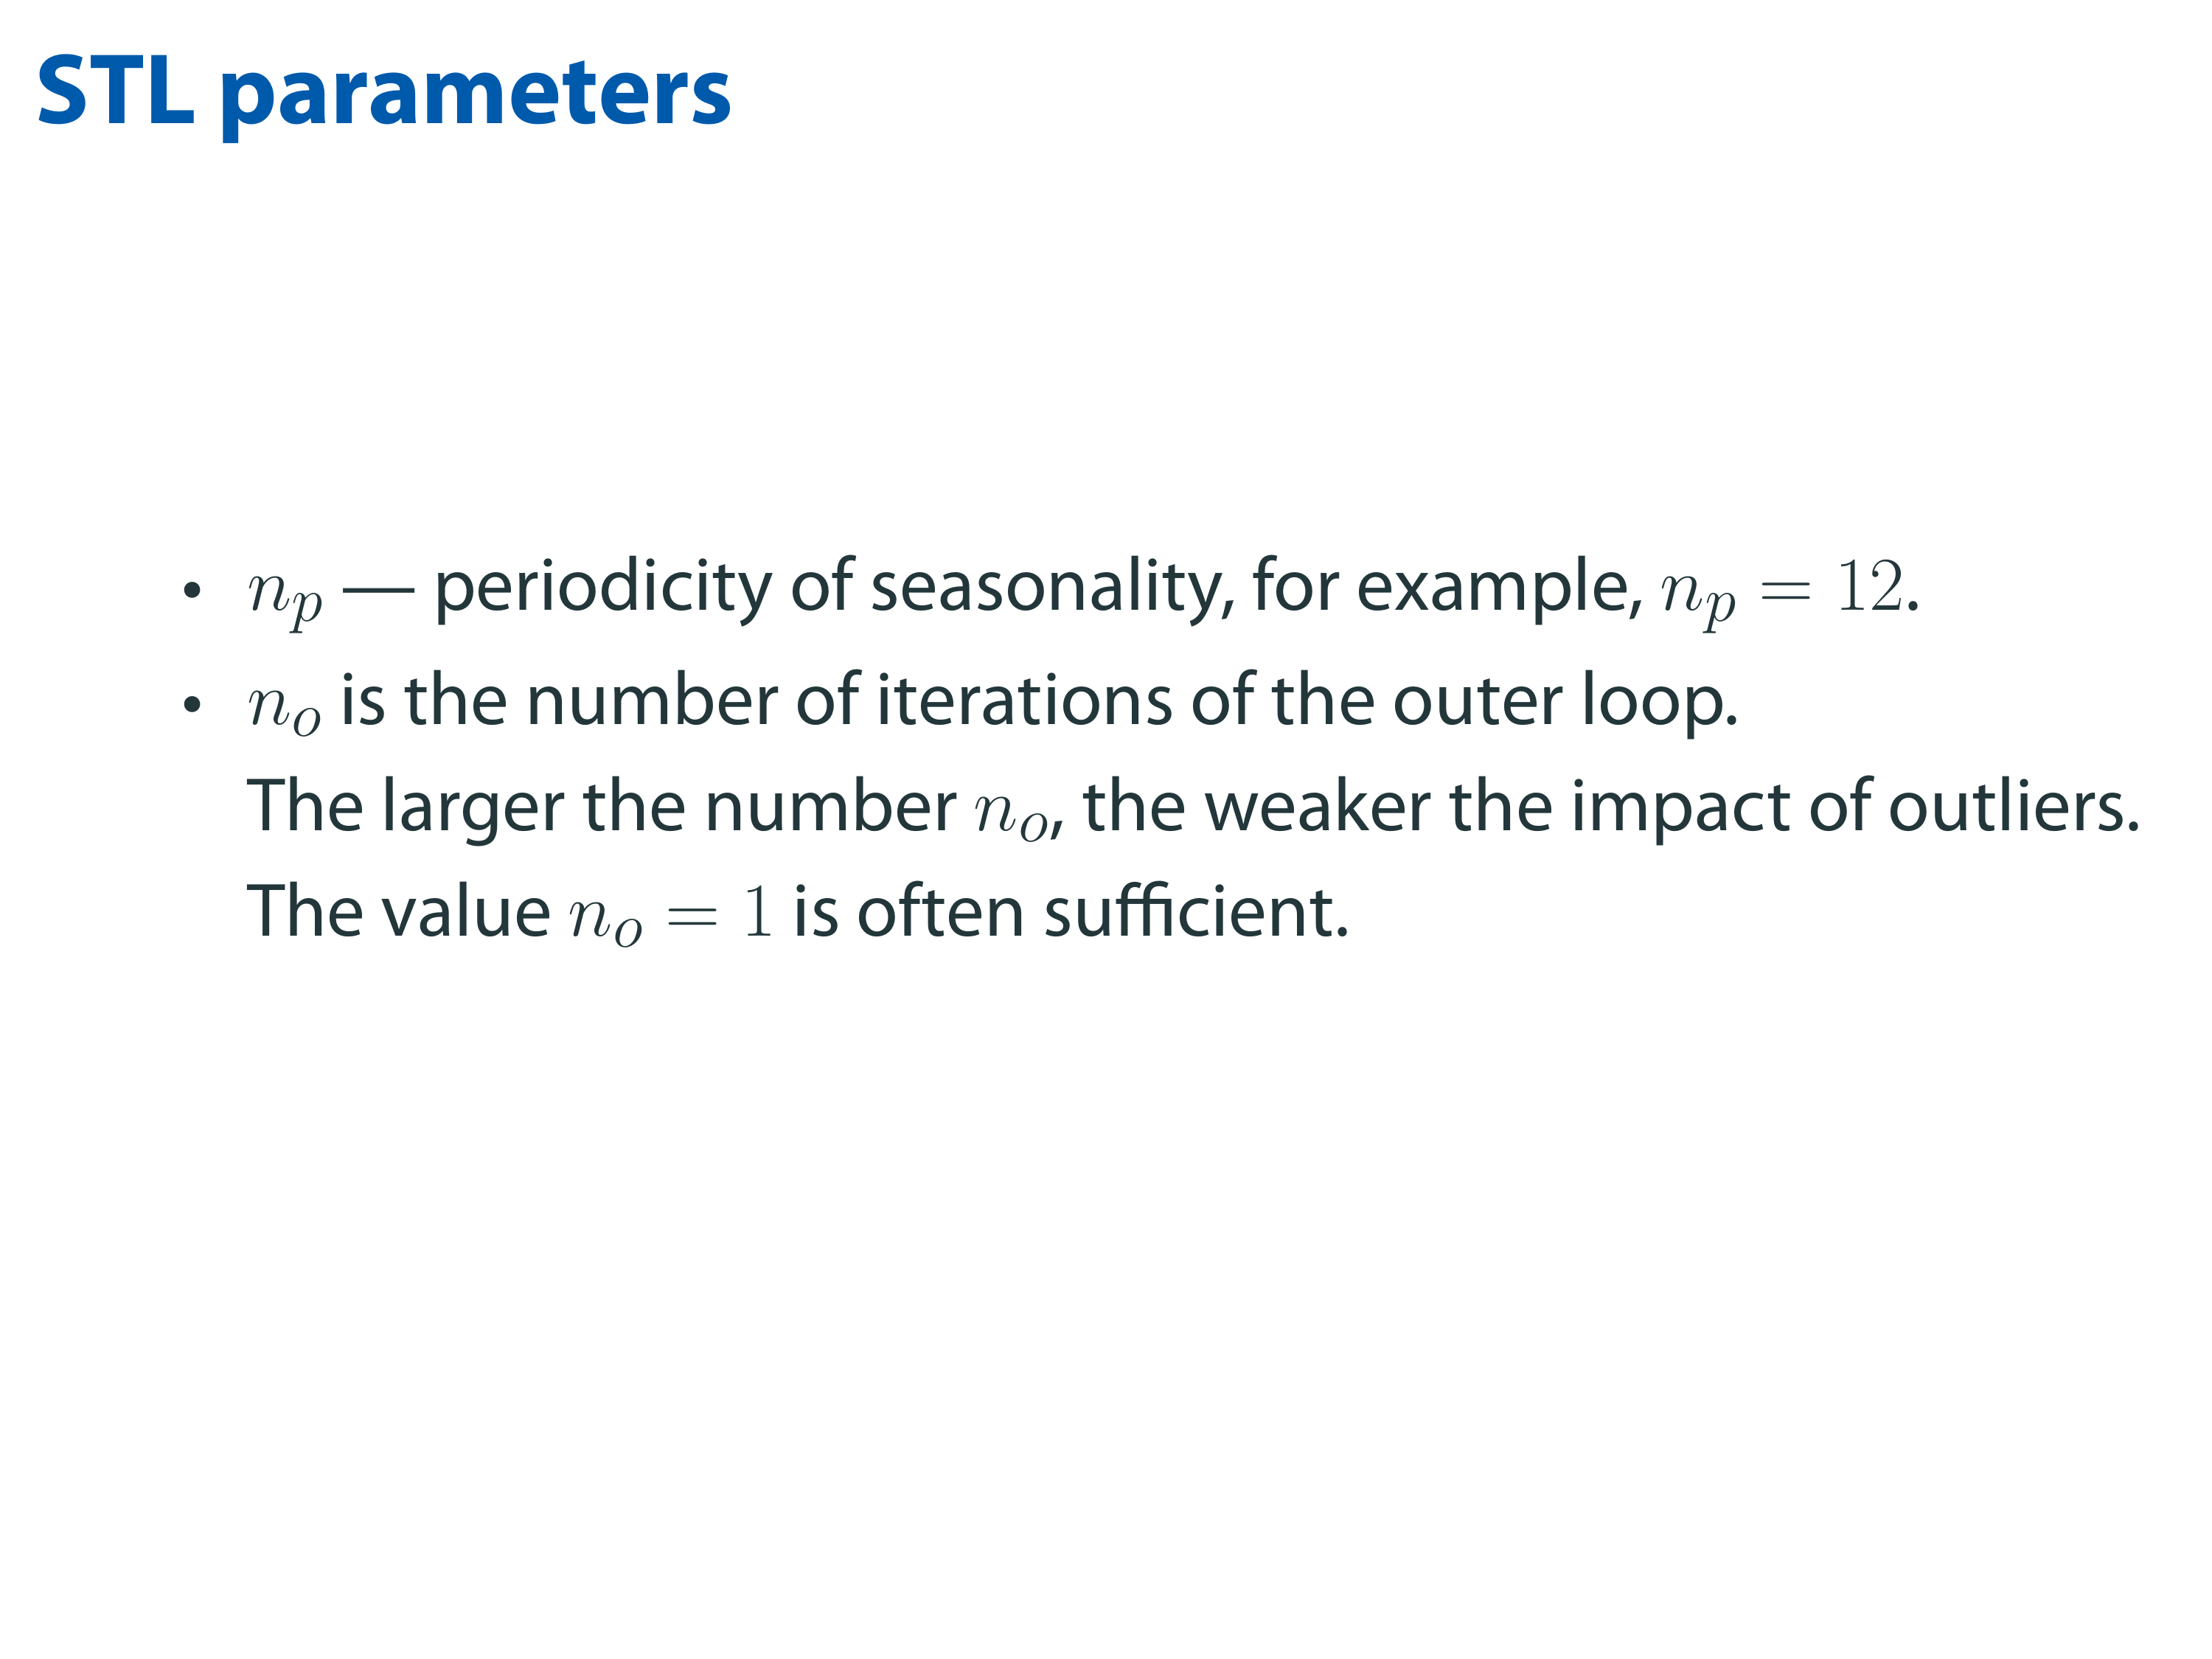 STL parameters
• $n_p$ — periodicity of seasonality, for example, $n_p = 12$.
• $n_o$ is the number of iterations of the outer loop.
The larger the number $n_o$, the weaker the impact of outliers.
The value $n_o = 1$ is often sufficient.